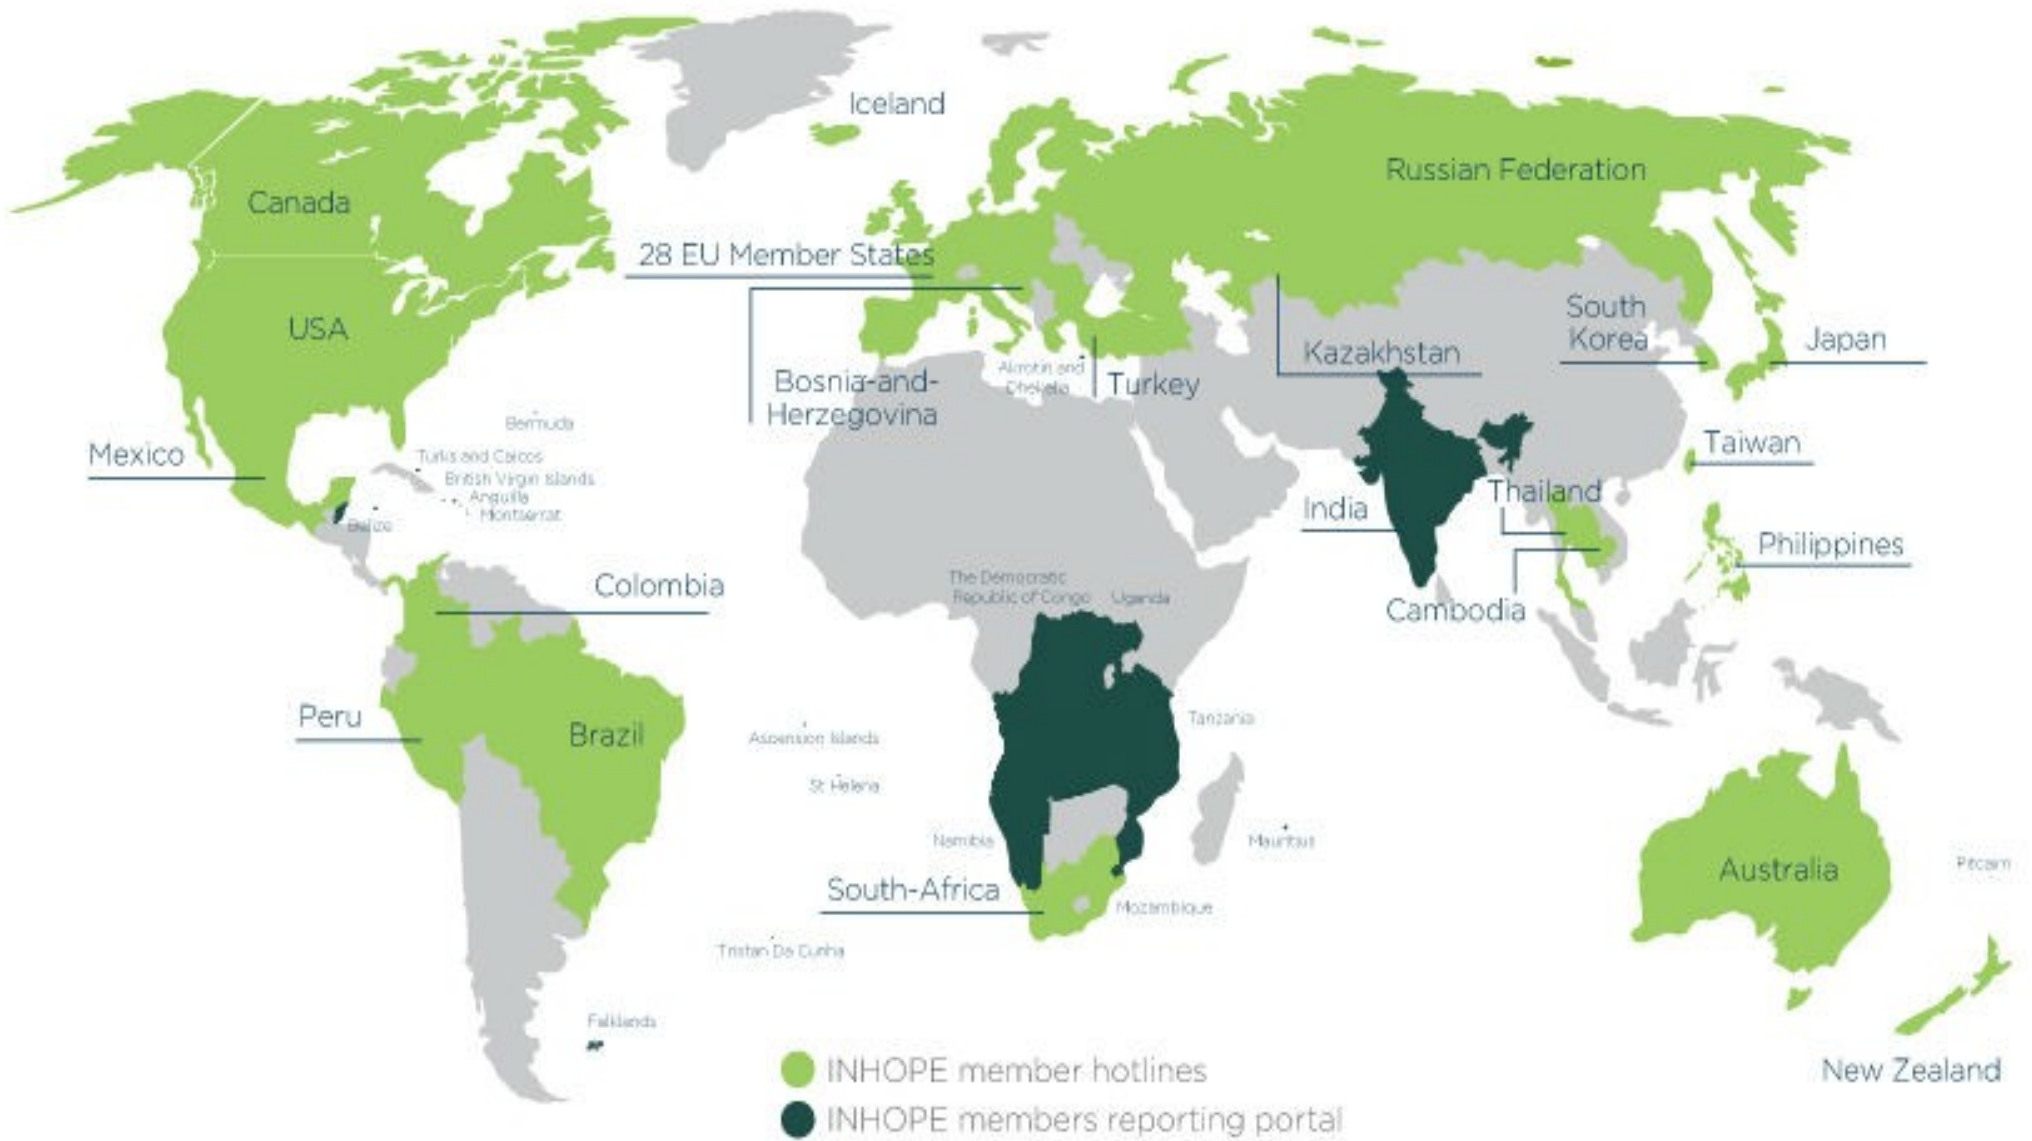 Iceland
Russian Federation
Canada
28 EU Member States
USA
South
Korea
Japan
Kazakhstan
Akrotiri and
Dhekelia
Turkey
Bosnia-and-
Herzegovina
Bermuda
Mexico
Turks and Caicos
British Virgin Islands
Anguilla
Montserrat
Belize
Taiwan
Thailand
India
Philippines
Colombia
The Democratic
Republic of Congo
Uganda
Cambodia
Peru
Brazil
Ascension Islands
Tanzania
St Helena
Namibia
Mauritius
Australia
Pitcairn
South-Africa
Mozambique
Tristan Da Cunha
Falklands
New Zealand
INHOPE member hotlines
INHOPE members reporting portal